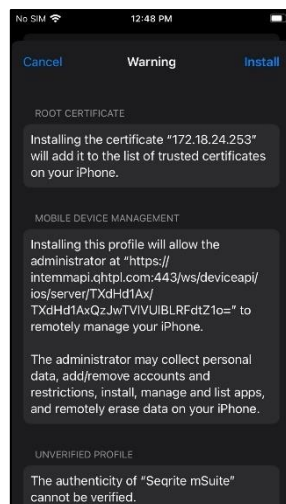 No SIM 12:48 PM
Cancel Warning Install
ROOT CERTIFICATE
Installing the certificate “172.18.24.253”
will add it to the list of trusted certificates
on your iPhone.
MOBILE DEVICE MANAGEMENT
Installing this profile will allow the
administrator at “https://
intemmapi.qhtpl.com:443/ws/deviceapi/
ios/server/TXdHd1Ax/
TXdHd1AxQzJwTVlVUlBLRFdtZ1o=” to
remotely manage your iPhone.
The administrator may collect personal
data, add/remove accounts and
restrictions, install, manage and list apps,
and remotely erase data on your iPhone.
UNVERIFIED PROFILE
The authenticity of “Seqrite mSuite”
cannot be verified.